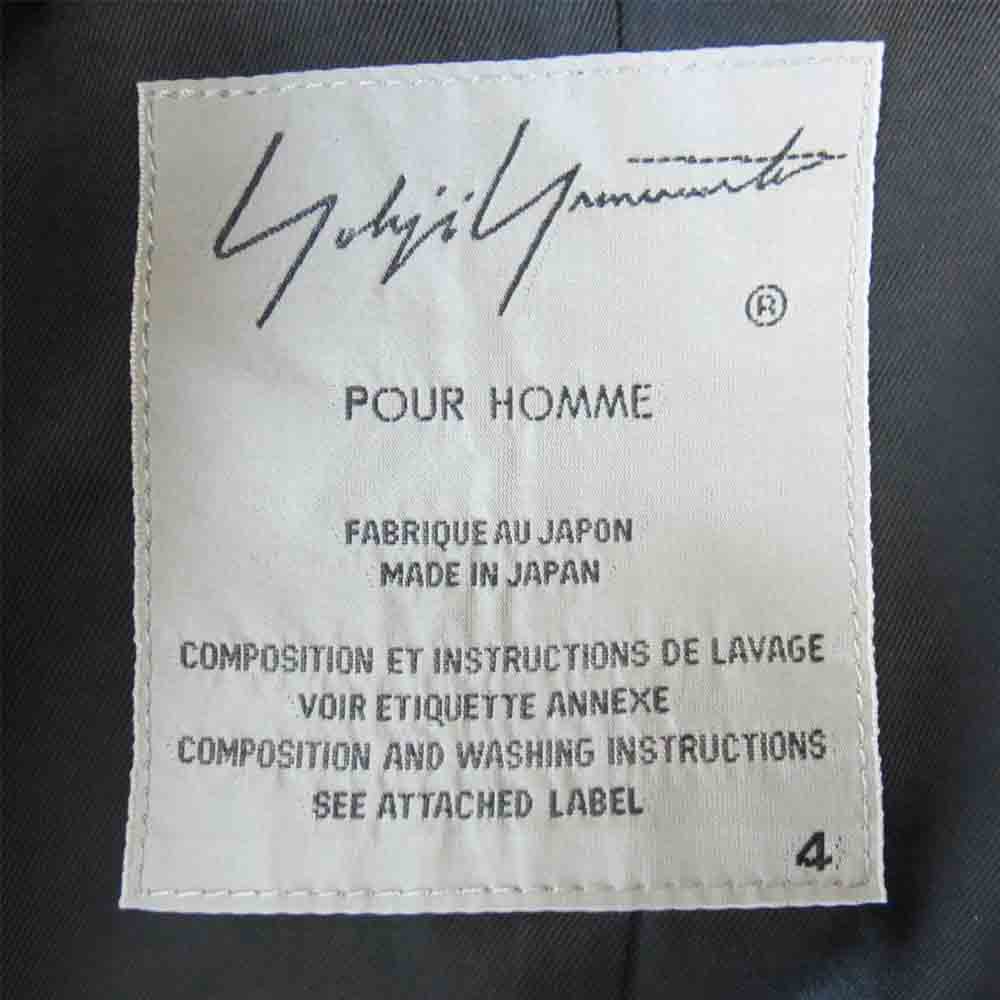 Yohji Yamamoto
®
POUR HOMME
FABRIQUE AU JAPON
MADE IN JAPAN
COMPOSITION ET INSTRUCTIONS DE LAVAGE
VOIR ETIQUETTE ANNEXE
COMPOSITION AND WASHING INSTRUCTIONS
SEE ATTACHED LABEL
4